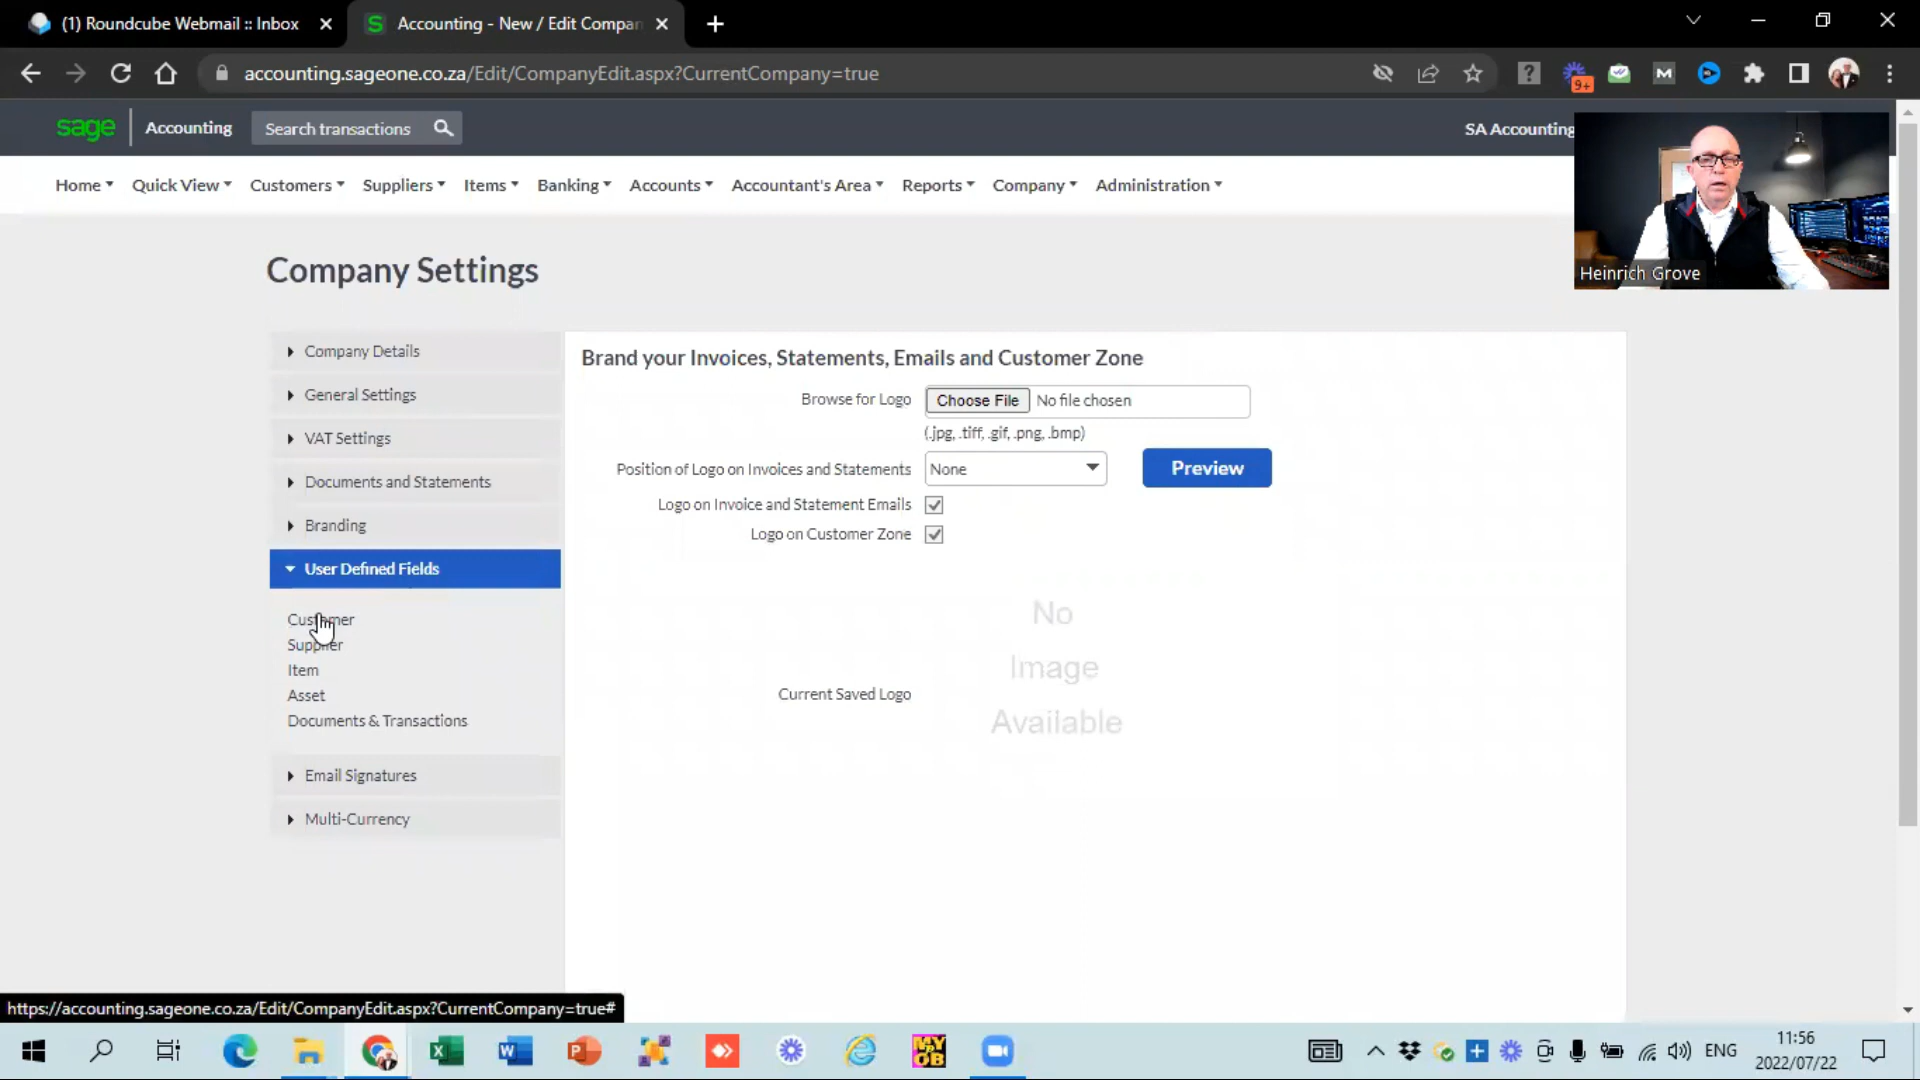 (1) Roundcube Webmail :: Inbox
Accounting - New / Edit Compan
accounting.sageone.co.za/Edit/CompanyEdit.aspx?CurrentCompany=true
9+
sage
Accounting
Search transactions
SA Accounting
Home
Quick View
Customers
Suppliers
Items
Banking
Accounts
Accountant's Area
Reports
Company
Administration
Heinrich Grove
Company Settings
Company Details
General Settings
VAT Settings
Documents and Statements
Branding
User Defined Fields
Customer
Supplier
Item
Asset
Documents & Transactions
Email Signatures
Multi-Currency
Brand your Invoices, Statements, Emails and Customer Zone
Browse for Logo
Choose File No file chosen
(.jpg, .tiff, .gif, .png, .bmp)
Position of Logo on Invoices and Statements
None
Preview
Logo on Invoice and Statement Emails
Logo on Customer Zone
Current Saved Logo
No
Image
Available
https://accounting.sageone.co.za/Edit/CompanyEdit.aspx?CurrentCompany=true#
MY
OB
ENG
11:56
2022/07/22